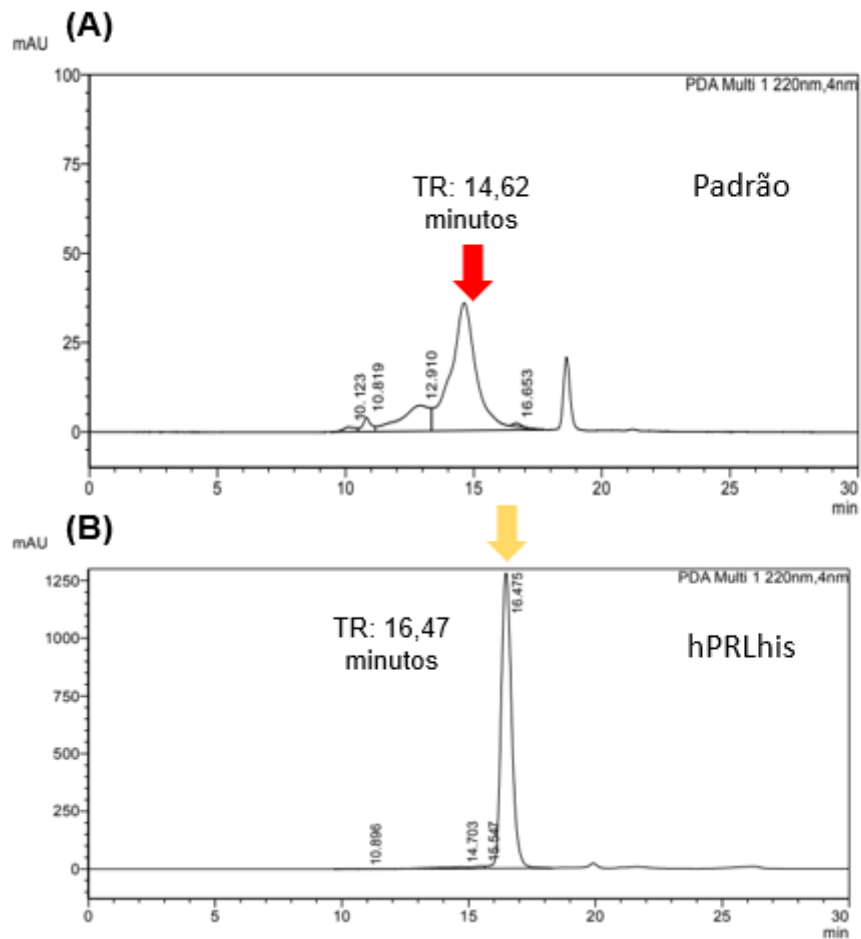 (A)
mAU
PDA Multi 1 220nm,4nm
100
75
50
25
0
TR: 14,62
minutos
Padrão
10.123
10.819
12.910
16.653
0 5 10 15 20 25 30
min
(B)
mAU
PDA Multi 1 220nm,4nm
1250
1000
750
500
250
0
TR: 16,47
minutos
hPRLhis
10.896
14.703
15.547
16.475
0 5 10 15 20 25 30
min